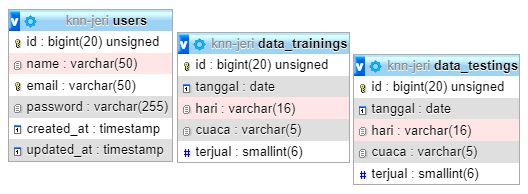 v knn-jeri users
id : bigint(20) unsigned
name : varchar(50)
email : varchar(50)
password : varchar(255)
created_at : timestamp
updated_at : timestamp
v knn-jeri data_trainings
id : bigint(20) unsigned
tanggal : date
hari : varchar(16)
cuaca : varchar(5)
# terjual : smallint(6)
v knn-jeri data_testings
id : bigint(20) unsigned
tanggal : date
hari : varchar(16)
cuaca : varchar(5)
# terjual : smallint(6)